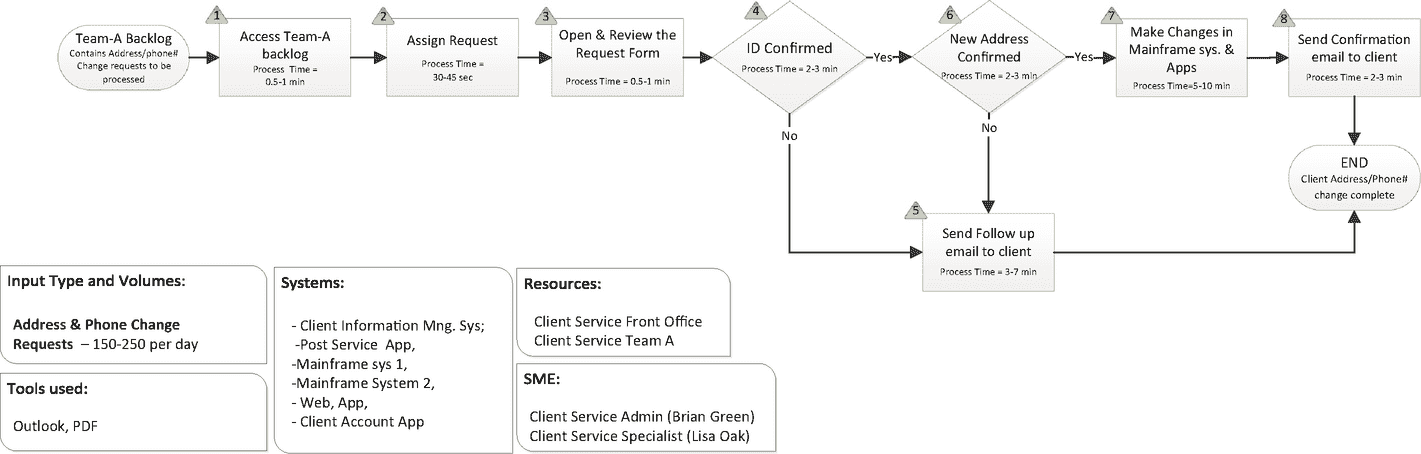 Team-A Backlog
Contains Address/phone#
Change requests to be
processed
1
Access Team-A
backlog
Process Time =
0.5-1 min
2
Assign Request
Process Time =
30-45 sec
3
Open & Review the
Request Form
Process Time = 0.5-1 min
4
ID Confirmed
Process Time = 2-3 min
Yes
No
6
New Address
Confirmed
Process Time = 2-3 min
Yes
No
7
Make Changes in
Mainframe sys. &
Apps
Process Time=5-10 min
8
Send Confirmation
email to client
Process Time = 2-3 min
END
Client Address/Phone#
change complete
5
Send Follow up
email to client
Process Time = 3-7 min
Input Type and Volumes:
Address & Phone Change
Requests – 150-250 per day
Tools used:
Outlook, PDF
Systems:
- Client Information Mng. Sys;
-Post Service App,
-Mainframe sys 1,
-Mainframe System 2,
- Web, App,
- Client Account App
Resources:
Client Service Front Office
Client Service Team A
SME:
Client Service Admin (Brian Green)
Client Service Specialist (Lisa Oak)